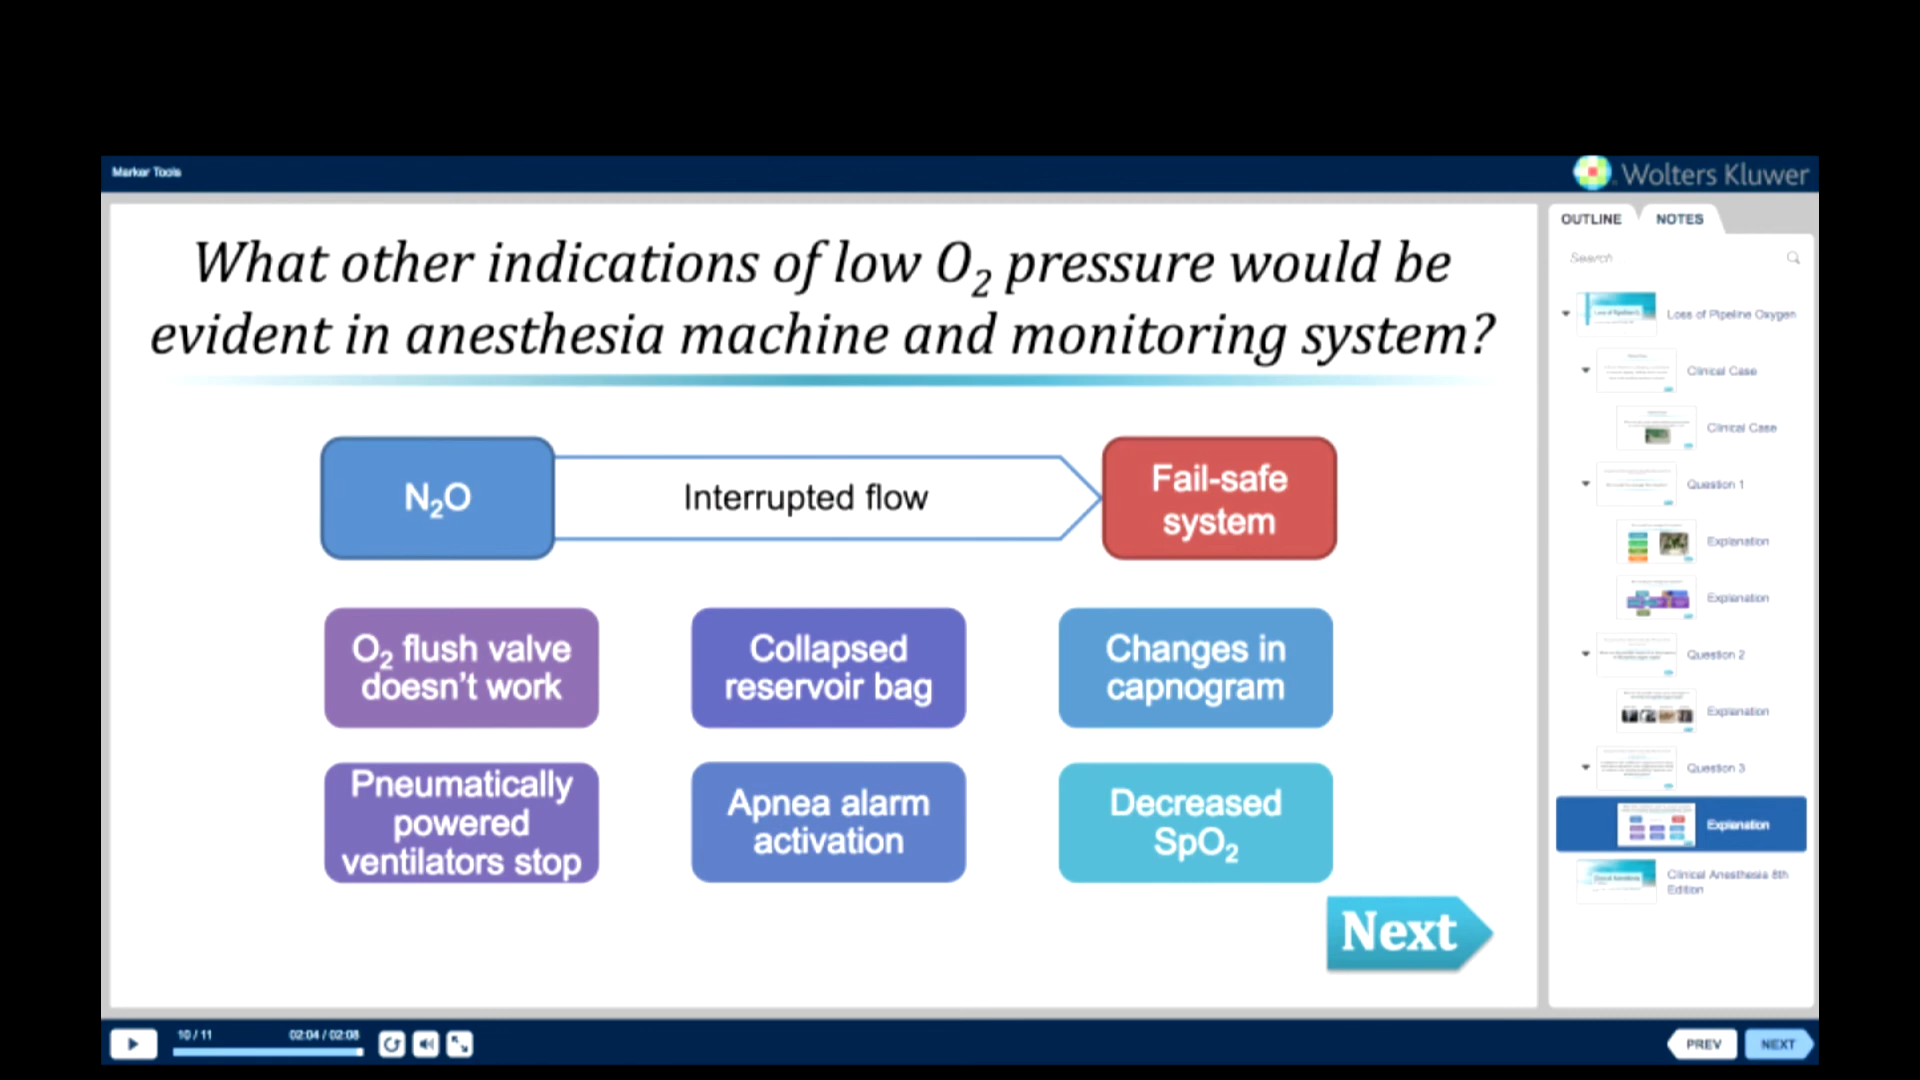 Marker Tools
Wolters Kluwer
What other indications of low O₂ pressure would be
evident in anesthesia machine and monitoring system?
N₂O
Interrupted flow
Fail-safe
system
O₂ flush valve
doesn't work
Collapsed
reservoir bag
Changes in
capnogram
Pneumatically
powered
ventilators stop
Apnea alarm
activation
Decreased
SpO₂
Next
OUTLINE
NOTES
Search
Loss of Pipeline Oxygen
Clinical Case
Clinical Case
Question 1
Explanation
Explanation
Question 2
Explanation
Question 3
Explanation
Clinical Anesthesia 8th
Edition
10 / 11
02:04 / 02:08
PREV
NEXT